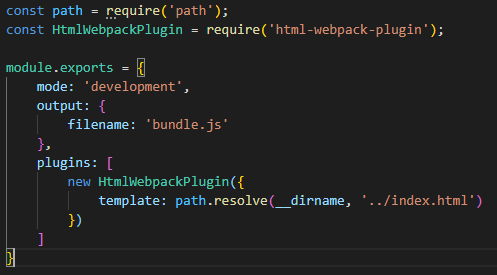 const path = require('path');
const HtmlWebpackPlugin = require('html-webpack-plugin');

module.exports = {
    mode: 'development',
    output: {
        filename: 'bundle.js'
    },
    plugins: [
        new HtmlWebpackPlugin({
            template: path.resolve(__dirname, '../index.html')
        })
    ]
}